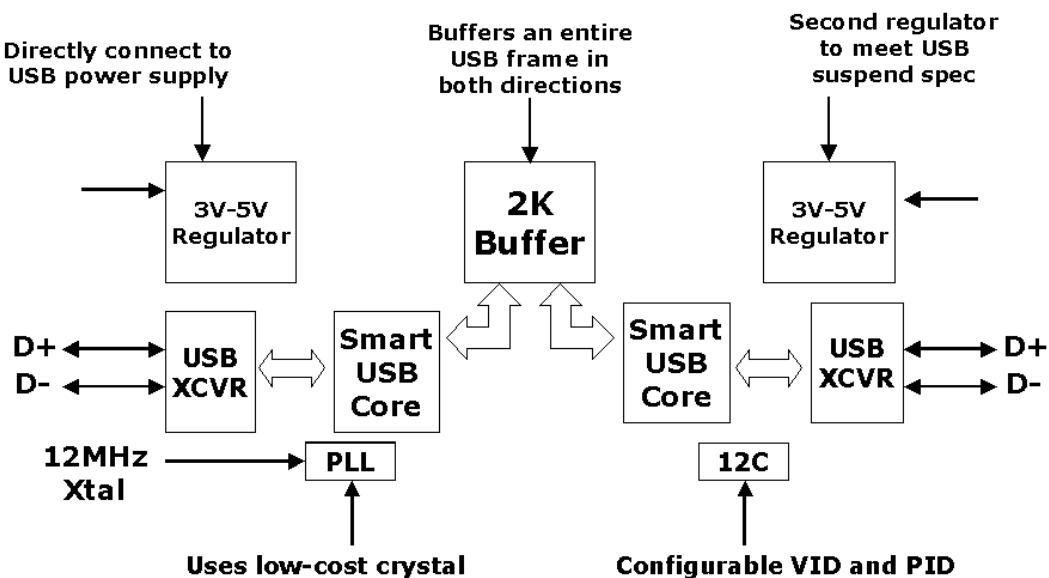 Directly connect to
USB power supply
Buffers an entire
USB frame in
both directions
Second regulator
to meet USB
suspend spec
3V-5V
Regulator
2K
Buffer
3V-5V
Regulator
D+
D-
USB
XCVR
Smart
USB
Core
Smart
USB
Core
USB
XCVR
D+
D-
12MHz
Xtal
PLL
12C
Uses low-cost crystal
Configurable VID and PID